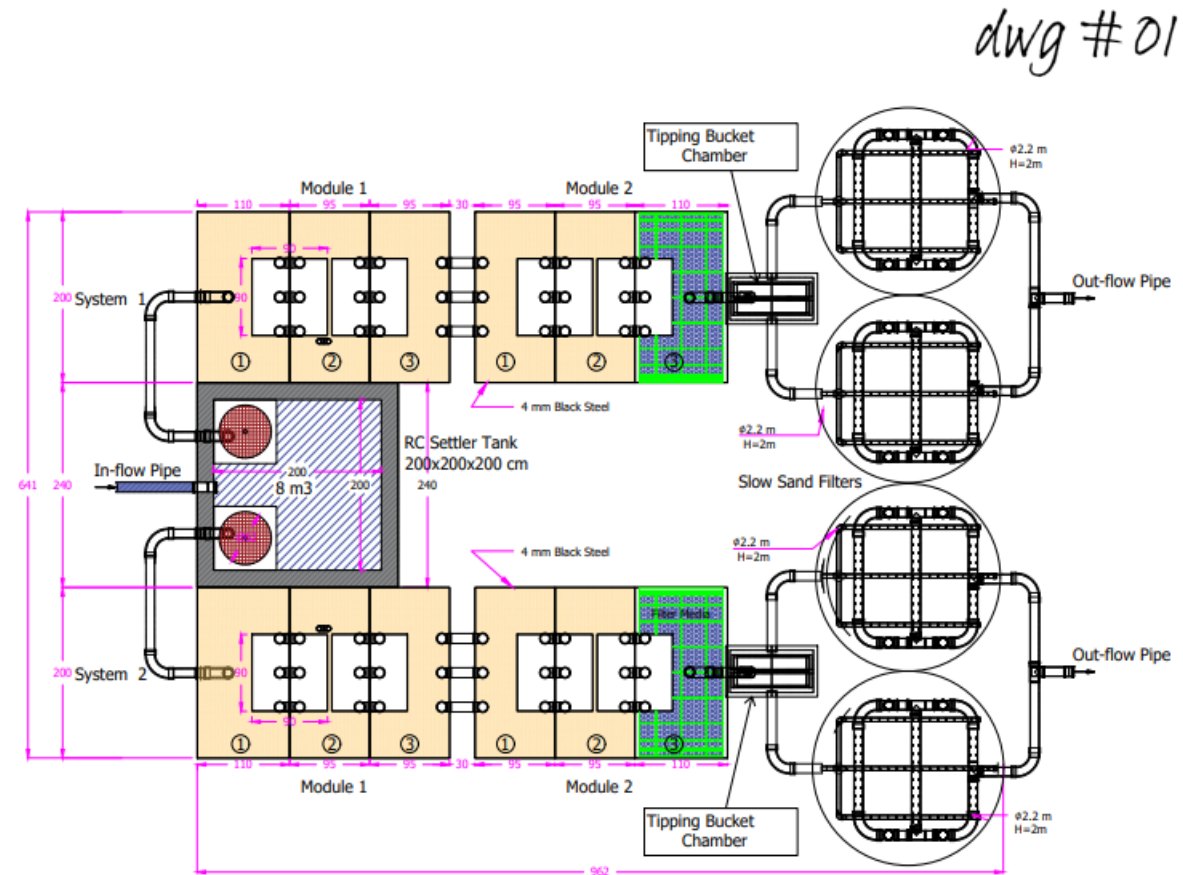 dwg #01
Tipping Bucket
Chamber
ø2.2 m
H=2m
Module 1
Module 2
110
95
95
30
95
95
110
90
200
System 1
90
Out-flow Pipe
①
②
③
①
②
③
4 mm Black Steel
ø2.2 m
H=2m
RC Settler Tank
200x200x200 cm
In-flow Pipe
200
8 m3
200
240
641
240
Slow Sand Filters
4 mm Black Steel
ø2.2 m
H=2m
Filter Media
200
System 2
90
Out-flow Pipe
90
①
②
③
①
②
③
110
95
95
30
95
95
110
Module 1
Module 2
Tipping Bucket
Chamber
ø2.2 m
H=2m
962